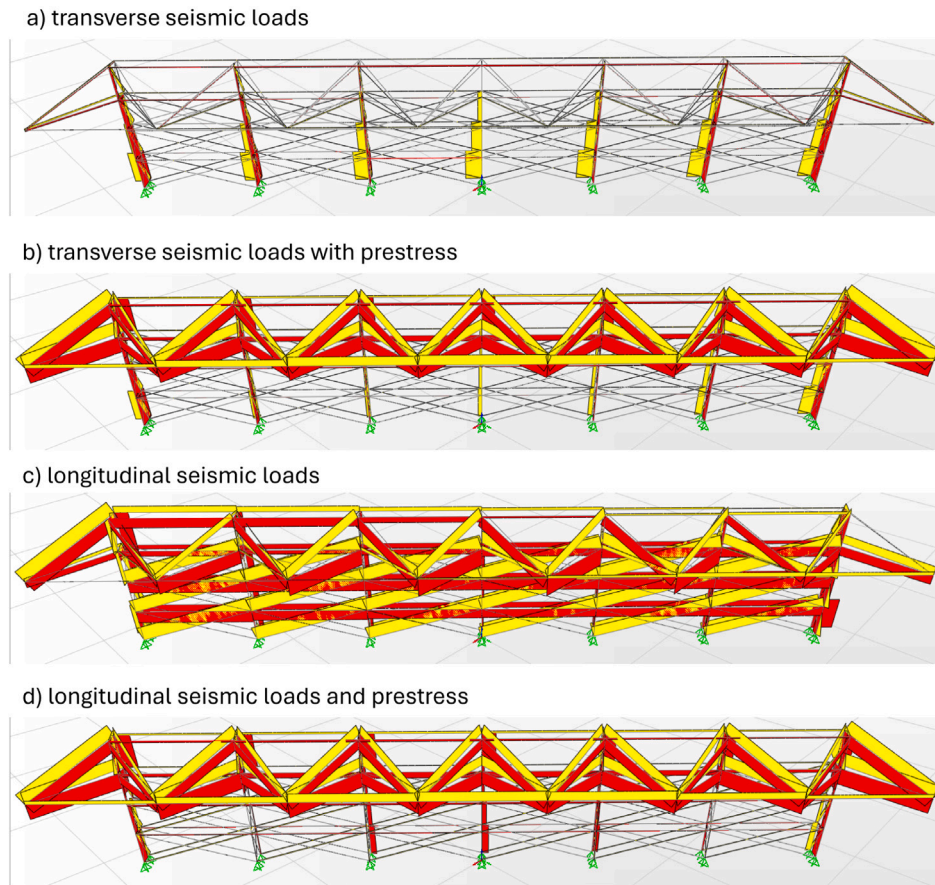 a) transverse seismic loads
b) transverse seismic loads with prestress
c) longitudinal seismic loads
d) longitudinal seismic loads and prestress